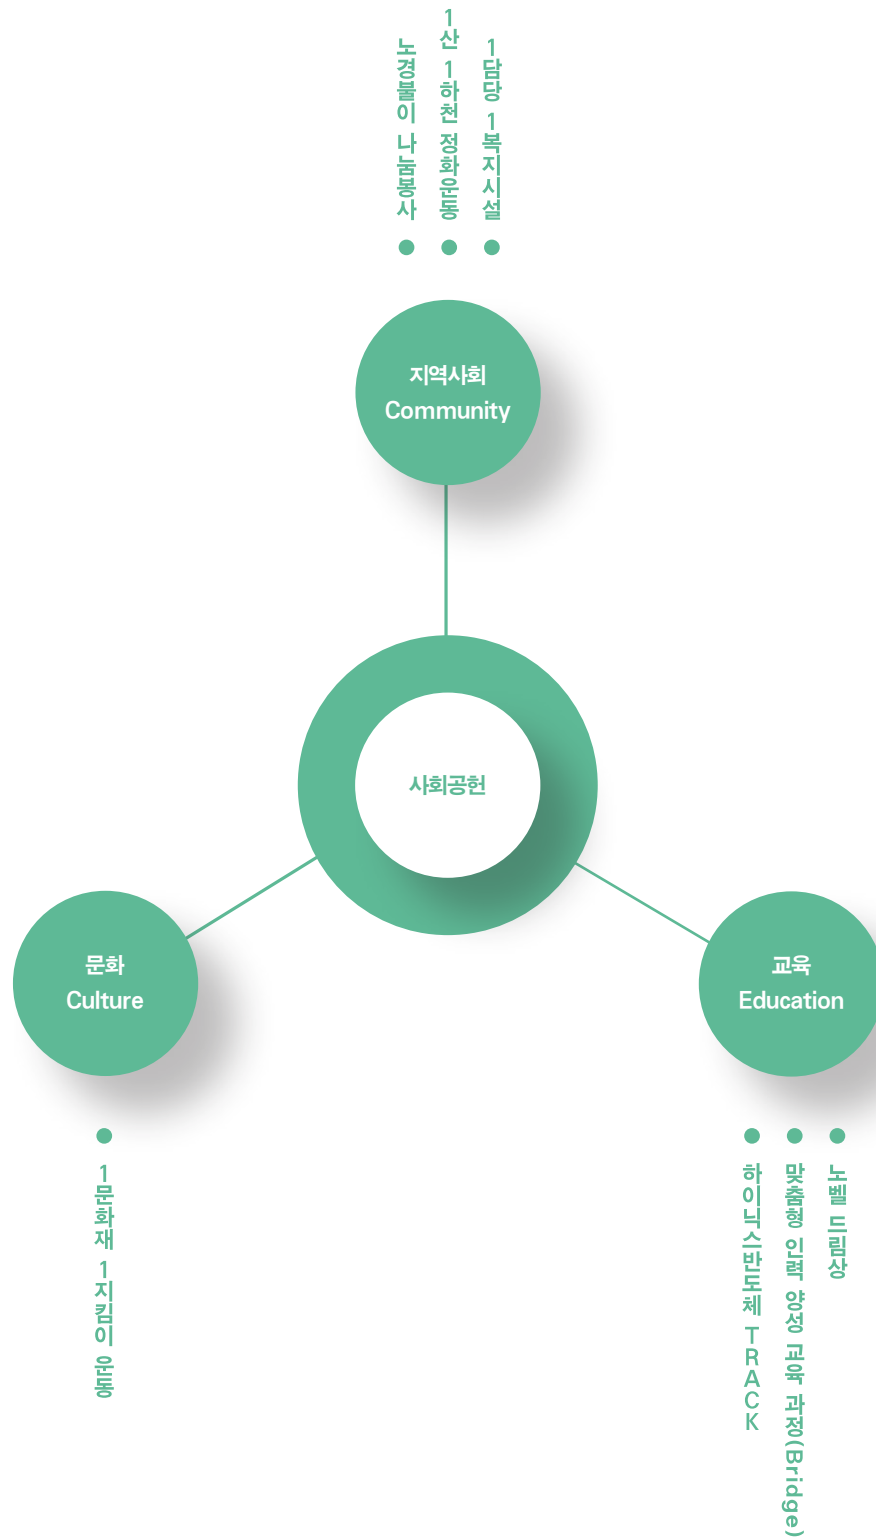 노경불이 나눔봉사
1산 1하천 정화운동
1담당 1복지시설
지역사회
Community
사회공헌
문화
Culture
교육
Education
1문화재 1지킴이 운동
하이닉스반도체 TRACK
맞춤형 인력 양성 교육 과정(Bridge)
노벨 드림상